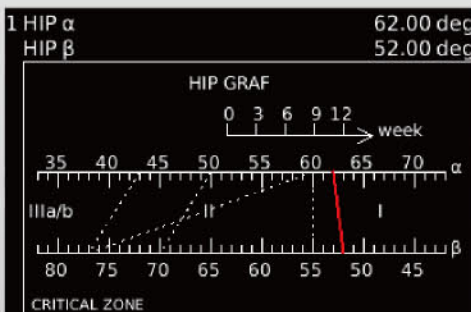 1 HIP α 62.00 deg
HIP β 52.00 deg
HIP GRAF
0 3 6 9 12
week
35 40 45 50 55 60 65 70 α
IIIa/b II I
β
80 75 70 65 60 55 50 45
CRITICAL ZONE